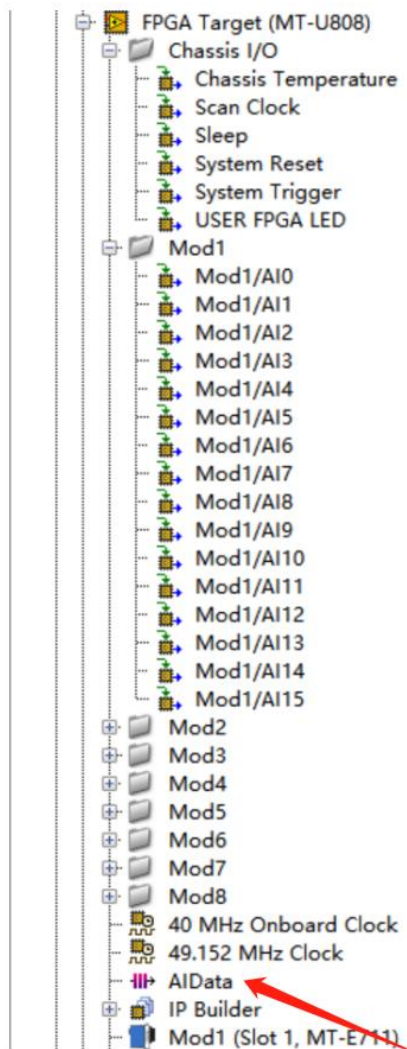 FPGA Target (MT-U808)
Chassis I/O
Chassis Temperature
Scan Clock
Sleep
System Reset
System Trigger
USER FPGA LED
Mod1
Mod1/AI0
Mod1/AI1
Mod1/AI2
Mod1/AI3
Mod1/AI4
Mod1/AI5
Mod1/AI6
Mod1/AI7
Mod1/AI8
Mod1/AI9
Mod1/AI10
Mod1/AI11
Mod1/AI12
Mod1/AI13
Mod1/AI14
Mod1/AI15
Mod2
Mod3
Mod4
Mod5
Mod6
Mod7
Mod8
40 MHz Onboard Clock
49.152 MHz Clock
AIData
IP Builder
Mod1 (Slot 1, MT-E711)